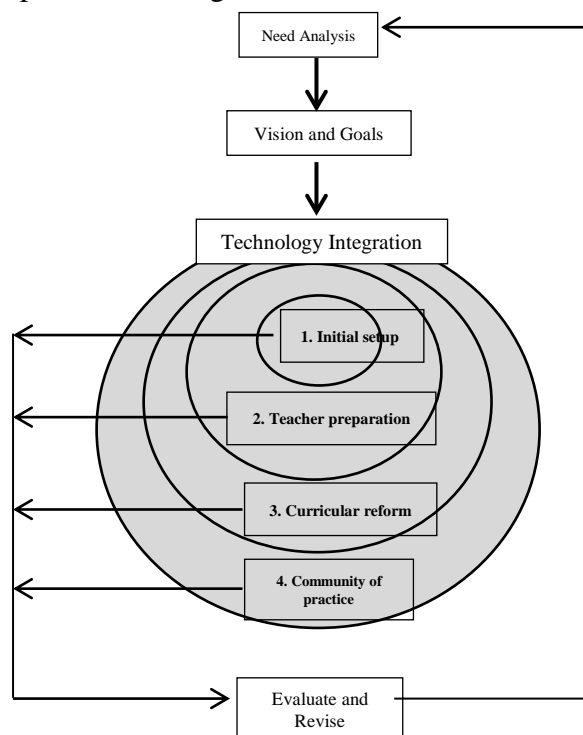 Need Analysis
Vision and Goals
Technology Integration
1. Initial setup
2. Teacher preparation
3. Curricular reform
4. Community of
practice
Evaluate and
Revise